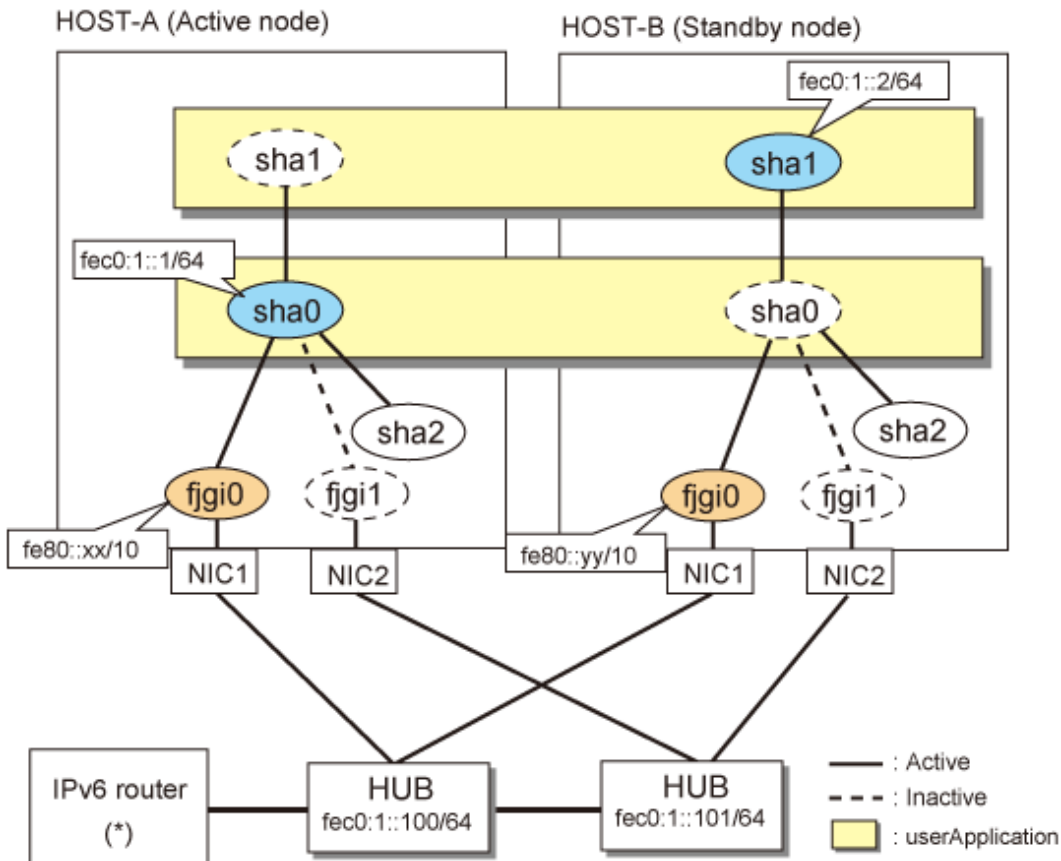 HOST-A (Active node)
HOST-B (Standby node)
fec0:1::2/64
sha1
sha1
fec0:1::1/64
sha0
sha0
sha2
sha2
fjgi0
fjgi1
fjgi0
fjgi1
fe80::xx/10
fe80::yy/10
NIC1
NIC2
NIC1
NIC2
IPv6 router
(*)
HUB
fec0:1::100/64
HUB
fec0:1::101/64
: Active
: Inactive
: userApplication